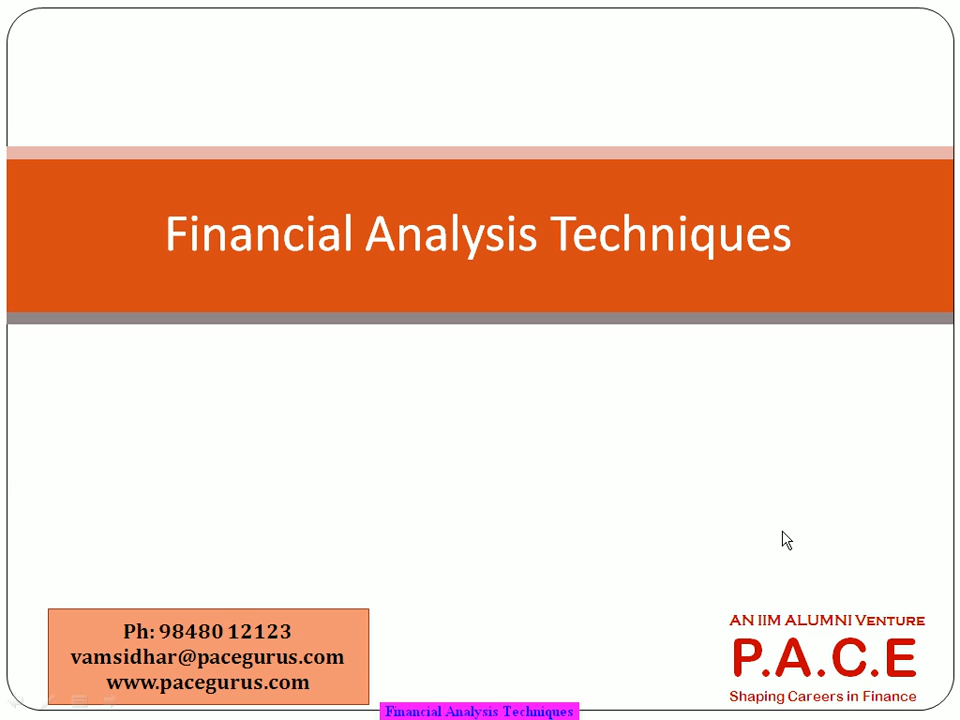 Financial Analysis Techniques
Ph: 98480 12123
vamsidhar@pacegurus.com
www.pacegurus.com
AN IIM ALUMNI VENTURE
P.A.C.E
Shaping Careers in Finance
Financial Analysis Techniques